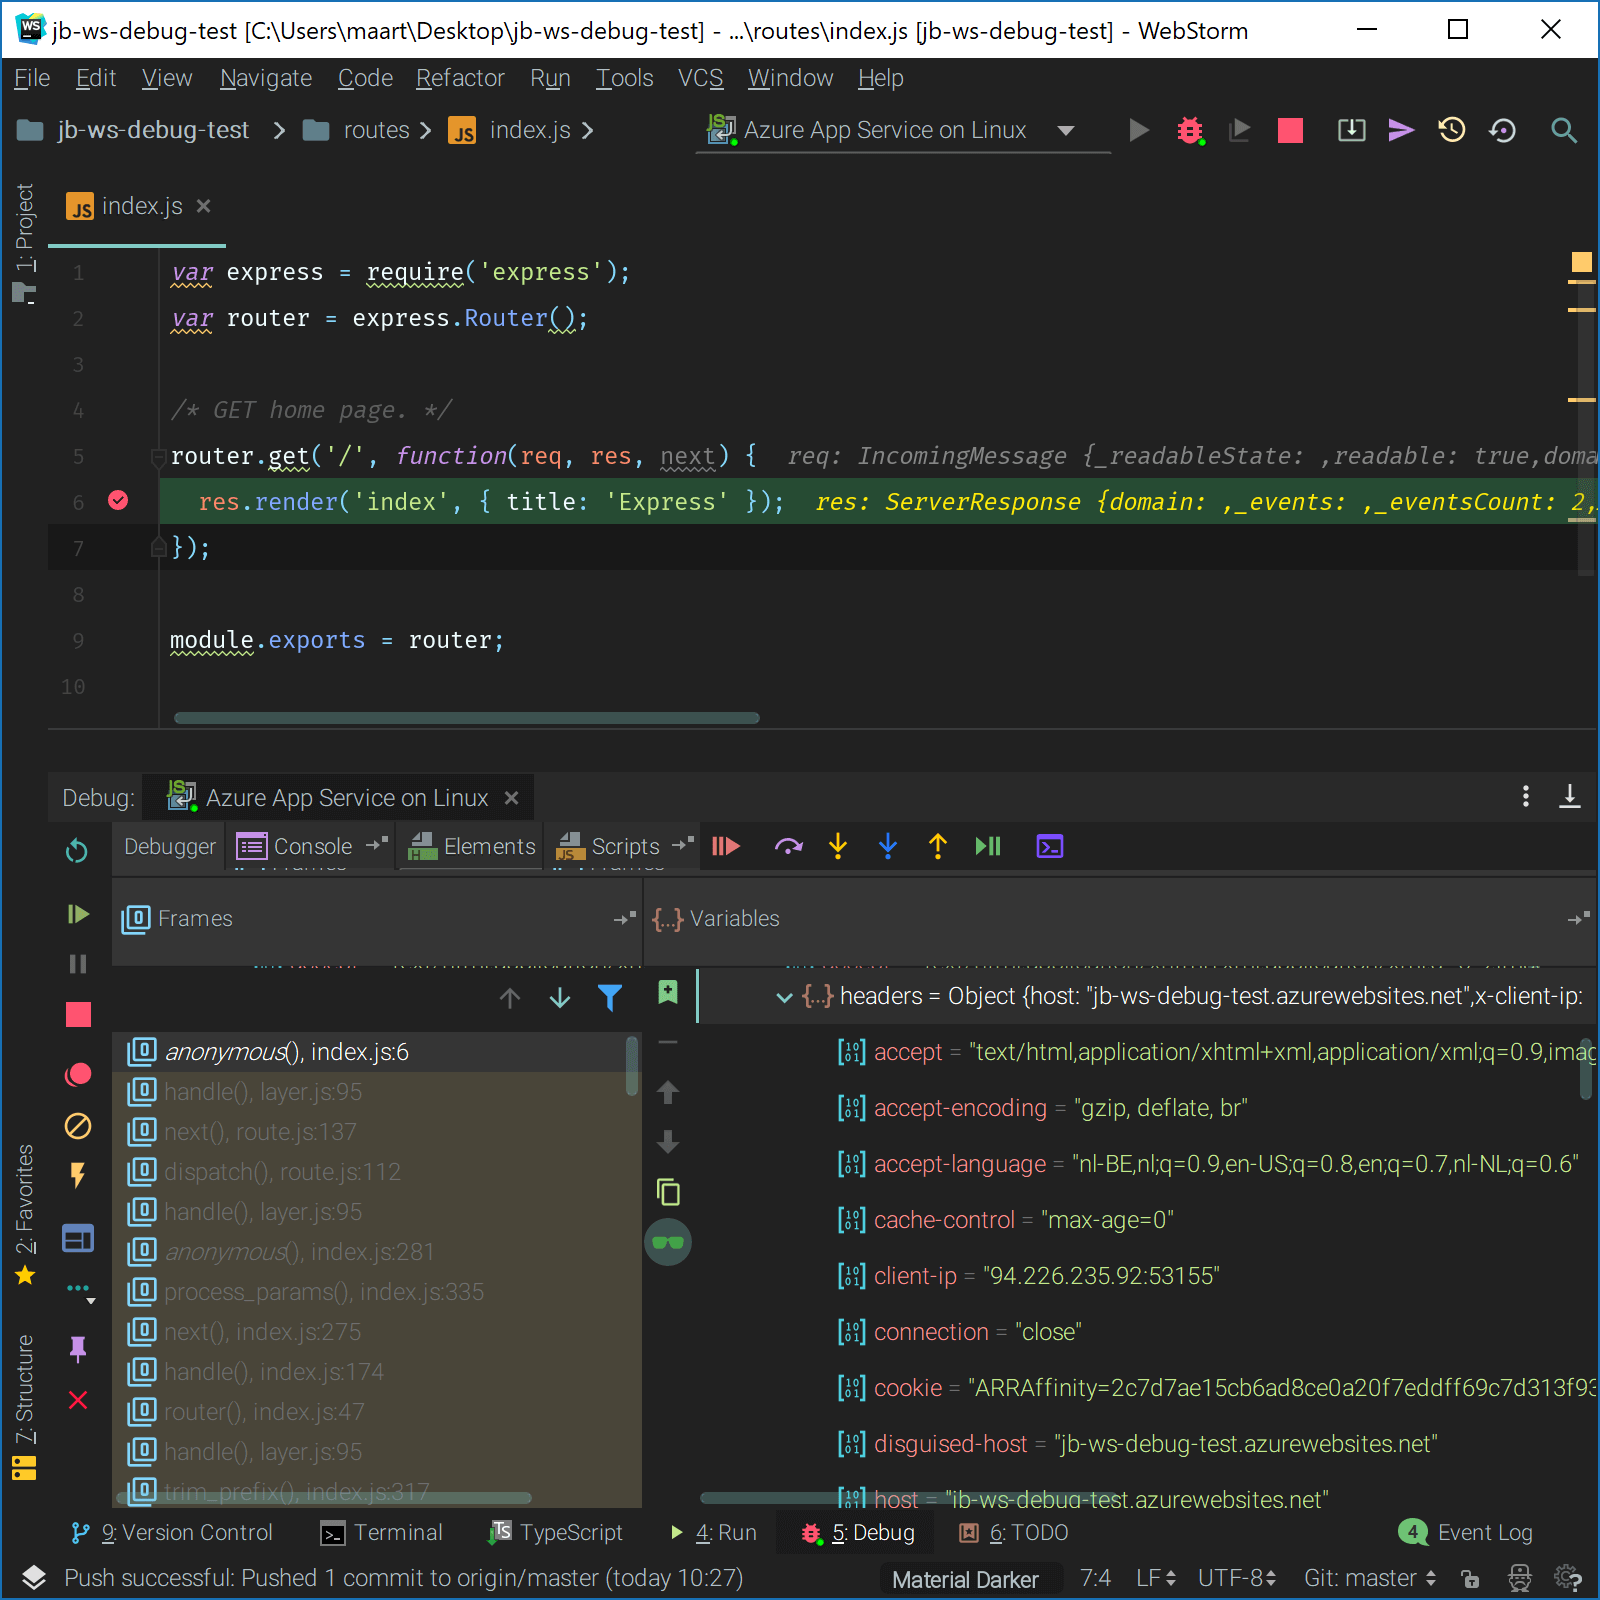 WS jb-ws-debug-test [C:\Users\maart\Desktop\jb-ws-debug-test] - ...\routes\index.js [jb-ws-debug-test] - WebStorm
File Edit View Navigate Code Refactor Run Tools VCS Window Help
jb-ws-debug-test routes JS index.js JS Azure App Service on Linux
1: Project
JS index.js
1 var express = require('express');
2 var router = express.Router();
3
4 /* GET home page. */
5 router.get('/', function(req, res, next) { req: IncomingMessage {_readableState: ,readable: true,doma
6 res.render('index', { title: 'Express' }); res: ServerResponse {domain: ,_events: ,_eventsCount: 2,
7 });
8
9 module.exports = router;
10
Debug: JS Azure App Service on Linux
Debugger Console Elements JS Scripts
Frames {...} Variables
{...} headers = Object {host: "jb-ws-debug-test.azurewebsites.net",x-client-ip:
anonymous(), index.js:6
handle(), layer.js:95
next(), route.js:137
dispatch(), route.js:112
handle(), layer.js:95
anonymous(), index.js:281
process_params(), index.js:335
next(), index.js:275
handle(), index.js:174
router(), index.js:47
handle(), layer.js:95
trim_prefix(), index.js:317
accept = "text/html,application/xhtml+xml,application/xml;q=0.9,imag
accept-encoding = "gzip, deflate, br"
accept-language = "nl-BE,nl;q=0.9,en-US;q=0.8,en;q=0.7,nl-NL;q=0.6"
cache-control = "max-age=0"
client-ip = "94.226.235.92:53155"
connection = "close"
cookie = "ARRAffinity=2c7d7ae15cb6ad8ce0a20f7eddff69c7d313f93
disguised-host = "jb-ws-debug-test.azurewebsites.net"
host = "jb-ws-debug-test.azurewebsites.net"
2: Favorites
7: Structure
9: Version Control Terminal TS TypeScript 4: Run 5: Debug 6: TODO 4 Event Log
Push successful: Pushed 1 commit to origin/master (today 10:27) Material Darker 7:4 LF UTF-8 Git: master